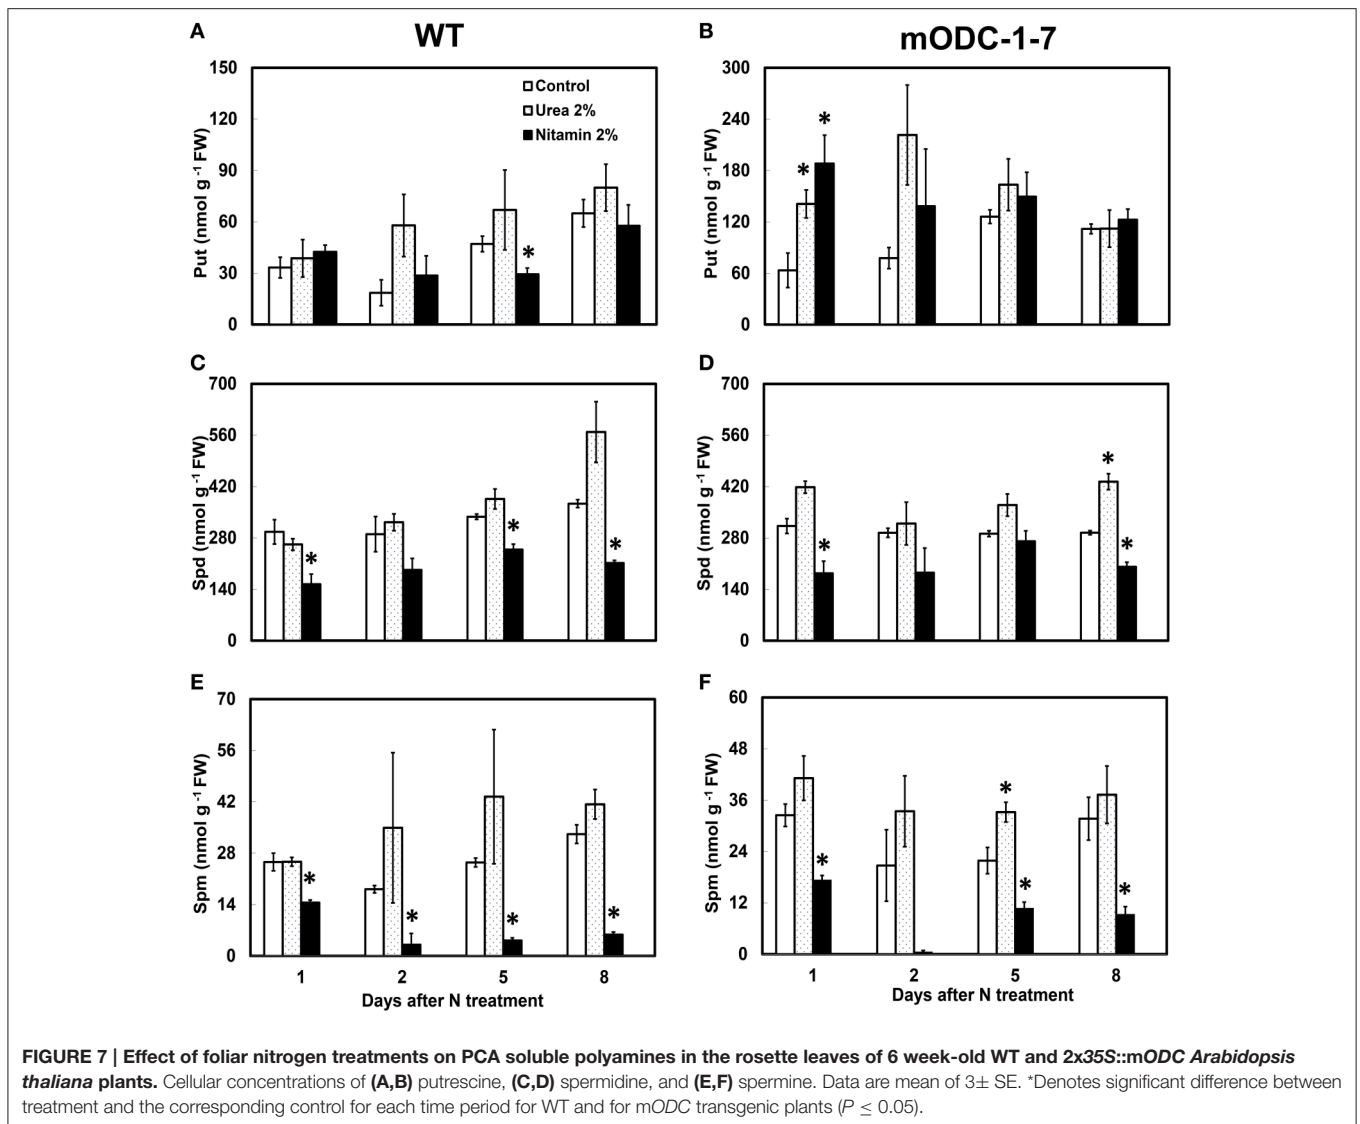 A WT B mODC-1-7
150 300
Control
Urea 2%
Nitamin 2%
120 240
90 180
60 120
30 60
0 0
Put (nmol g -1 FW) Put (nmol g -1 FW)
* * *
C D
700 700
560 560
420 420
280 280
140 140
0 0
Spd (nmol g -1 FW) Spd (nmol g -1 FW)
* * * * * *
E F
70 60
56 48
42 36
28 24
14 12
0 0
Spm (nmol g -1 FW) Spm (nmol g -1 FW)
* * * * * * * *
1 2 5 8 1 2 5 8
Days after N treatment Days after N treatment
FIGURE 7 | Effect of foliar nitrogen treatments on PCA soluble polyamines in the rosette leaves of 6 week-old WT and 2x35S::mODC Arabidopsis
thaliana plants. Cellular concentrations of (A,B) putrescine, (C,D) spermidine, and (E,F) spermine. Data are mean of 3± SE. *Denotes significant difference between
treatment and the corresponding control for each time period for WT and for mODC transgenic plants (P ≤ 0.05).